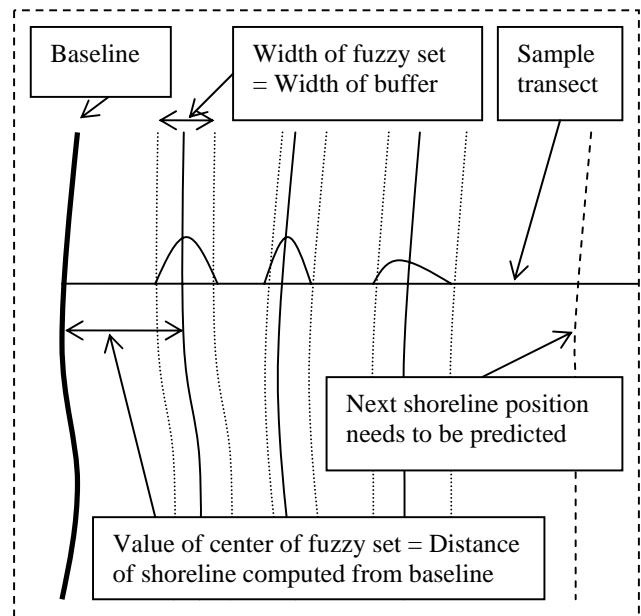 Baseline
Width of fuzzy set
= Width of buffer
Sample
transect
Next shoreline position
needs to be predicted
Value of center of fuzzy set = Distance
of shoreline computed from baseline